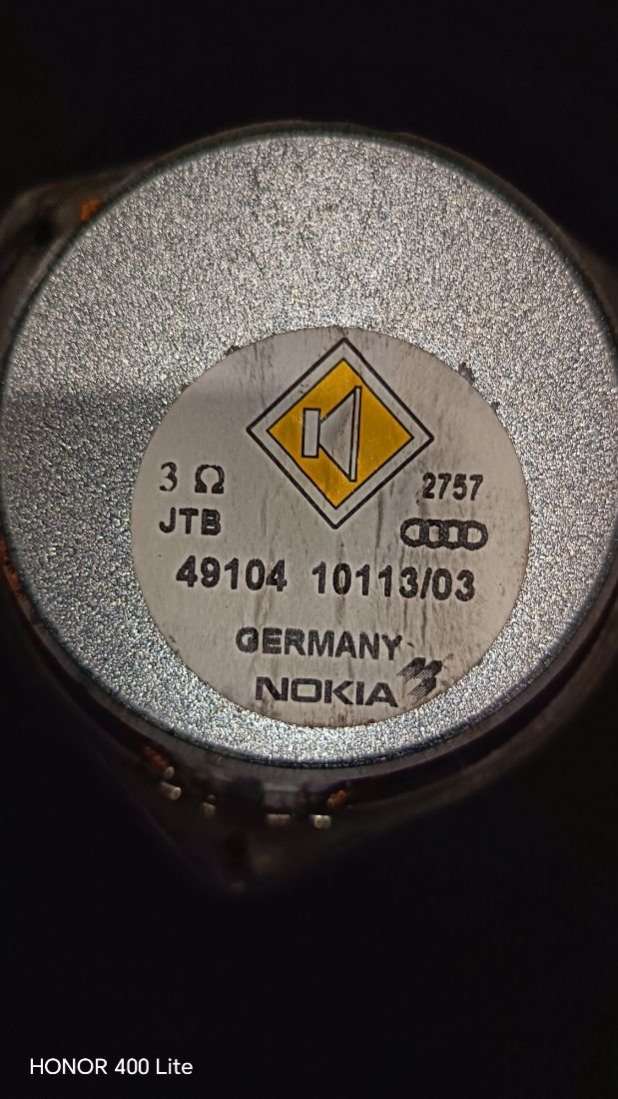 3 Ω
2757
JTB
49104 10113/03
GERMANY
NOKIA
HONOR 400 Lite